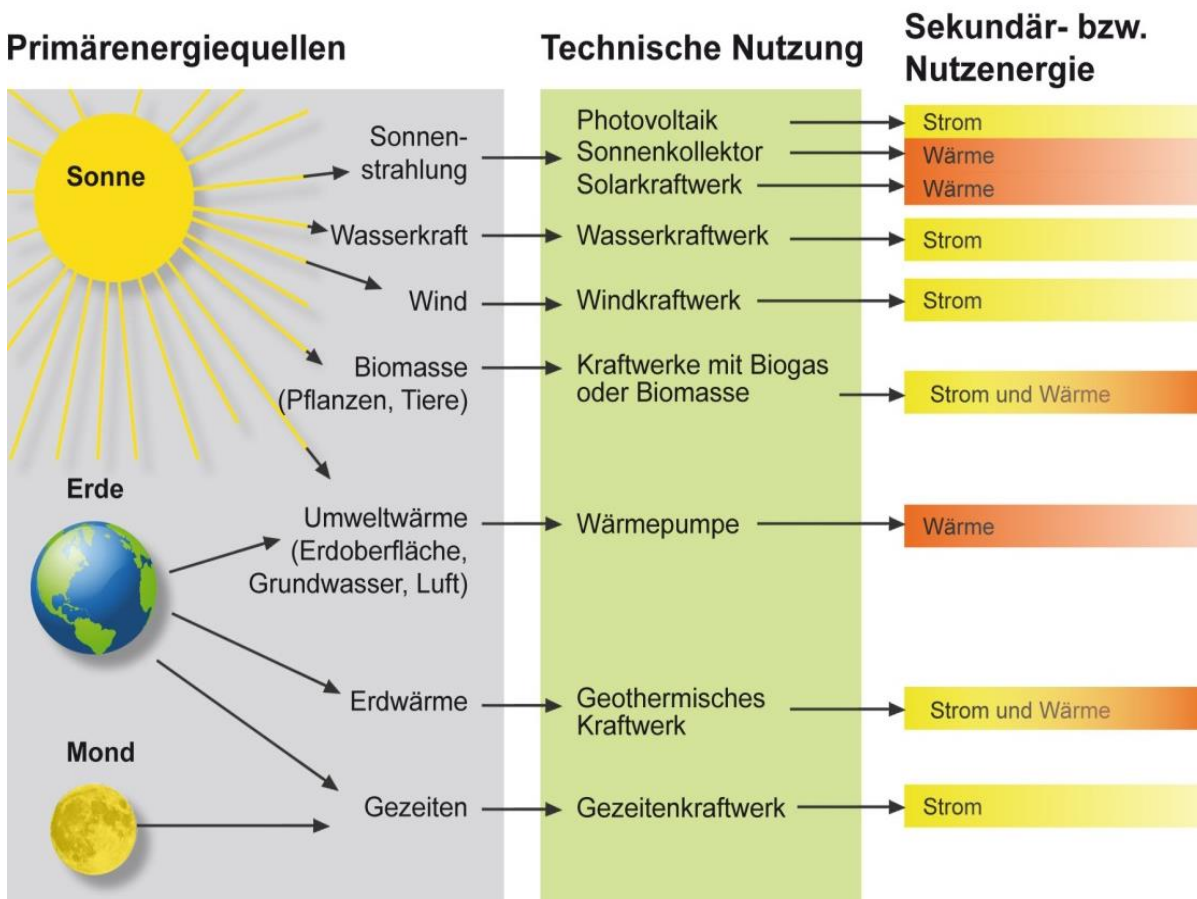 Primärenergiequellen
Technische Nutzung
Sekundär- bzw.
Nutzenergie
Sonne
Sonnen-
strahlung
Photovoltaik
Strom
Sonnenkollektor
Wärme
Solarkraftwerk
Wärme
Wasserkraft
Wasserkraftwerk
Strom
Wind
Windkraftwerk
Strom
Biomasse
(Pflanzen, Tiere)
Kraftwerke mit Biogas
oder Biomasse
Strom und Wärme
Erde
Umweltwärme
(Erdoberfläche,
Grundwasser, Luft)
Wärmepumpe
Wärme
Erdwärme
Geothermisches
Kraftwerk
Strom und Wärme
Mond
Gezeiten
Gezeitenkraftwerk
Strom